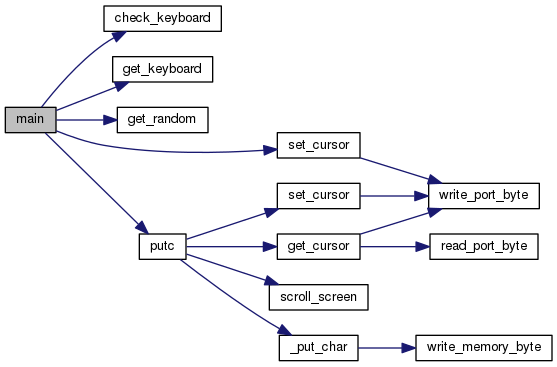 check_keyboard
get_keyboard
main
get_random
set_cursor
set_cursor
write_port_byte
putc
get_cursor
read_port_byte
scroll_screen
_put_char
write_memory_byte